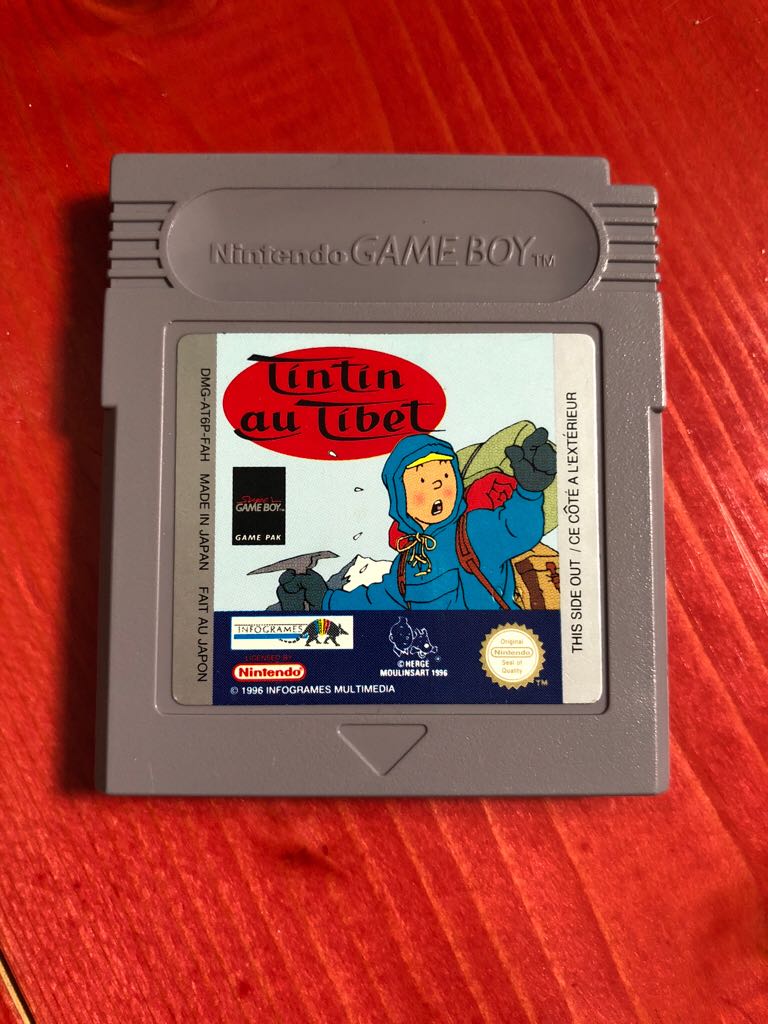 Nintendo GAME BOY TM
Tintin
au Tibet
DMG-AT6P-FAH MADE IN JAPAN FAIT AU JAPON
Super
GAME BOY™
GAME PAK
THIS SIDE OUT / CE CÔTÉ À L'EXTÉRIEUR
INFOGRAMES
LICENSED BY
Nintendo
© 1996 INFOGRAMES MULTIMEDIA
© HERGÉ
MOULINSART 1996
Original
Nintendo
Seal of
Quality
TM